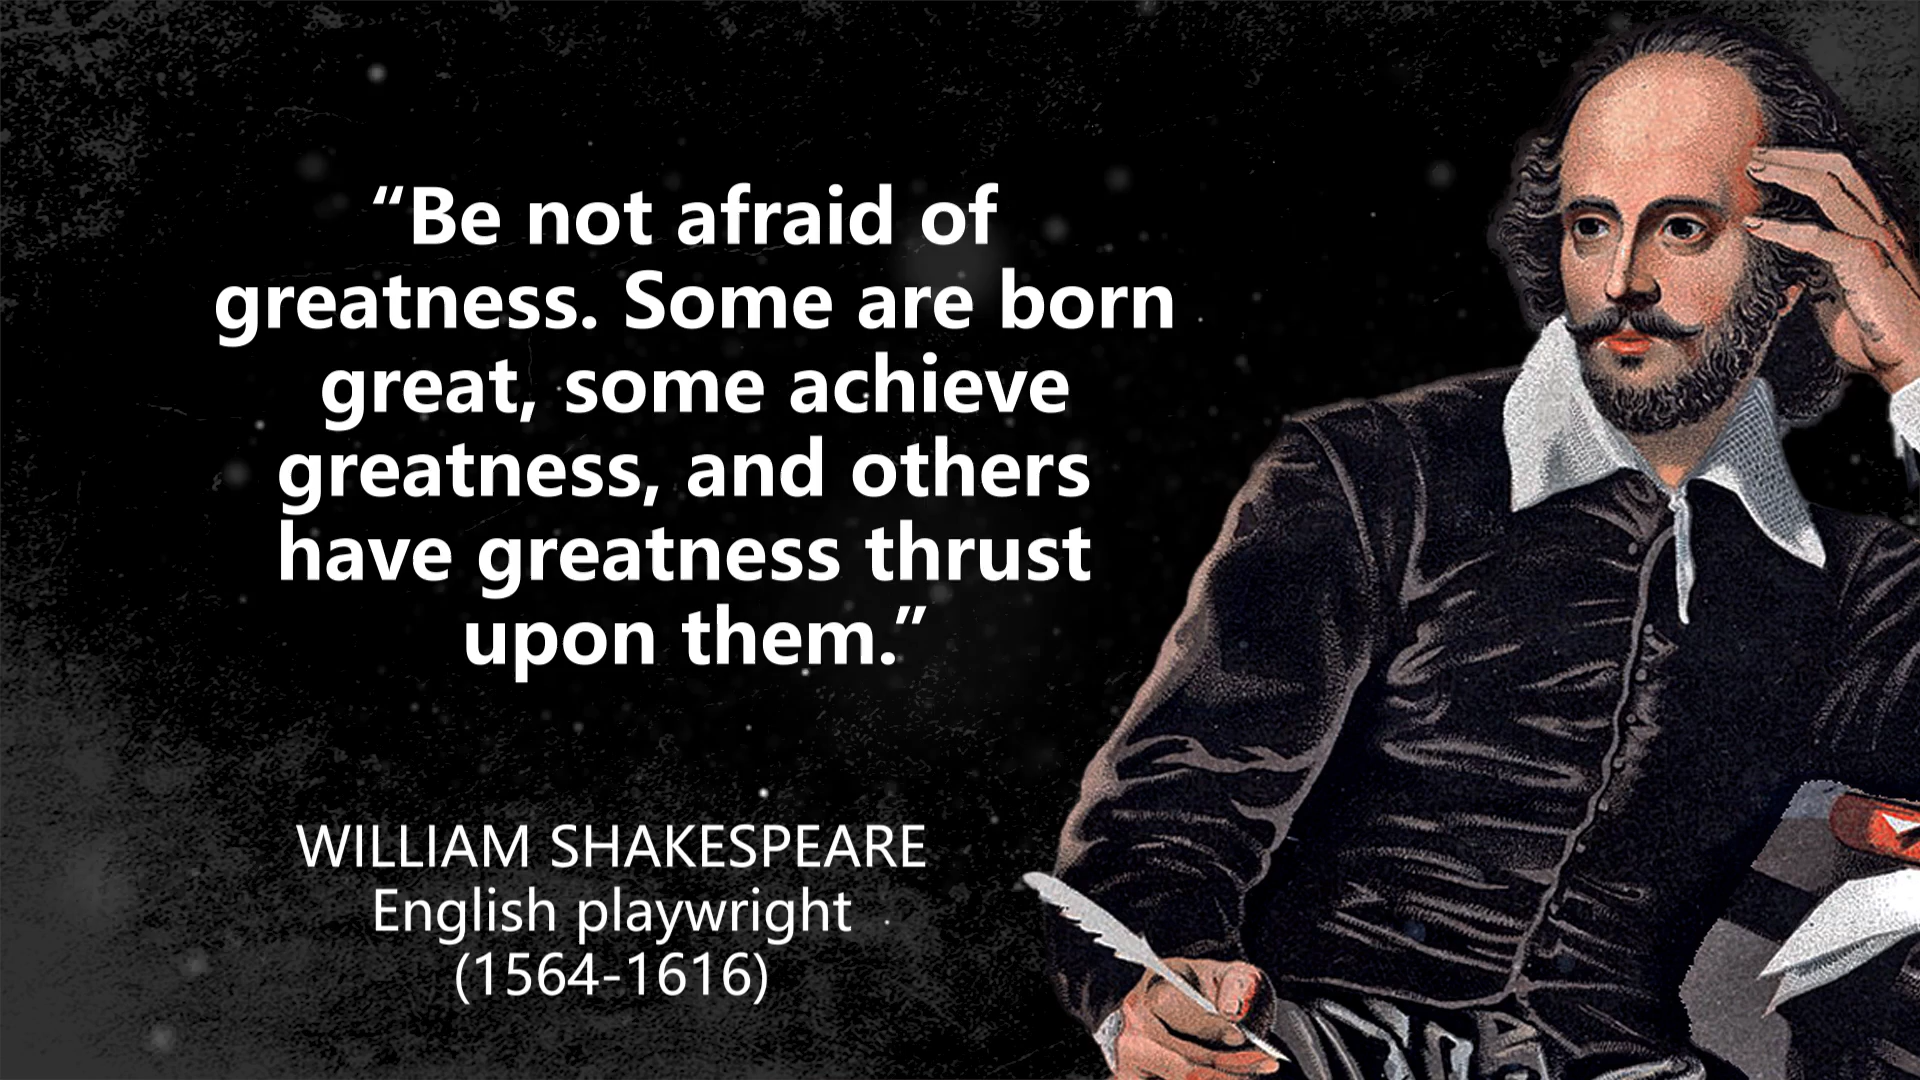 “Be not afraid of
greatness. Some are born
great, some achieve
greatness, and others
have greatness thrust
upon them.”
WILLIAM SHAKESPEARE
English playwright
(1564-1616)